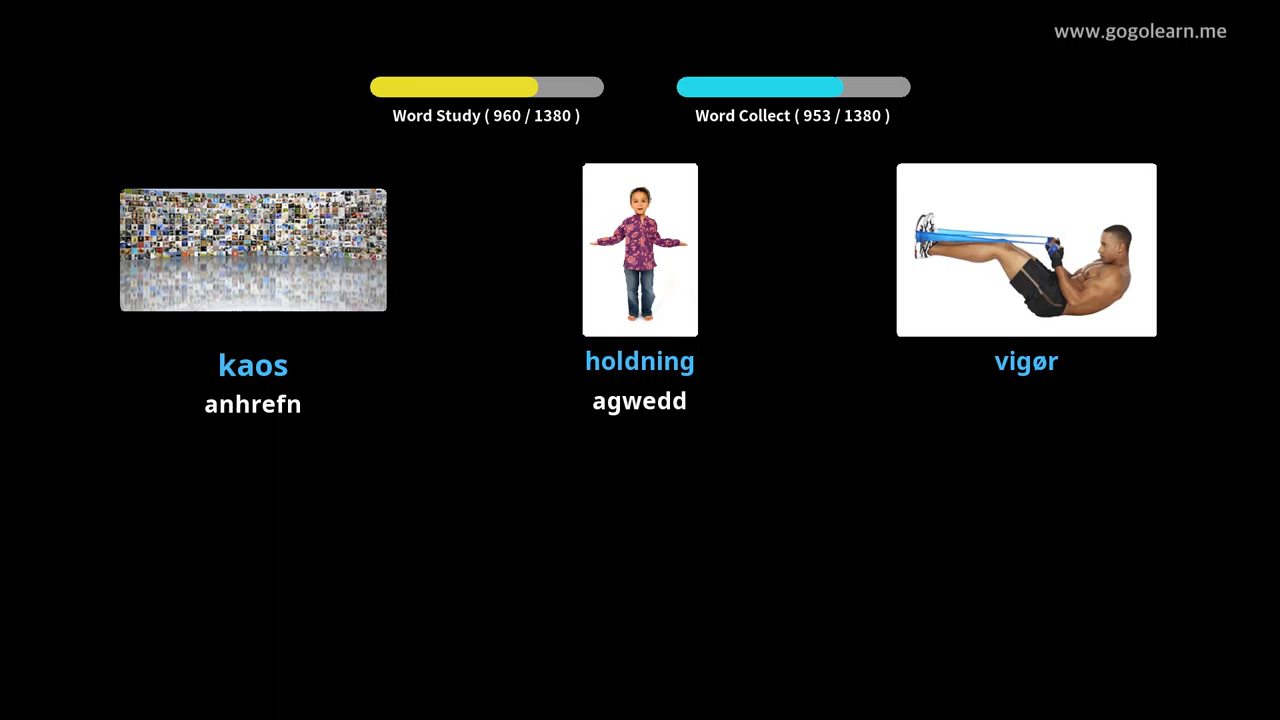 www.gogolearn.me
Word Study ( 960 / 1380 )
Word Collect ( 953 / 1380 )
kaos
anhrefn
holdning
agwedd
vigør